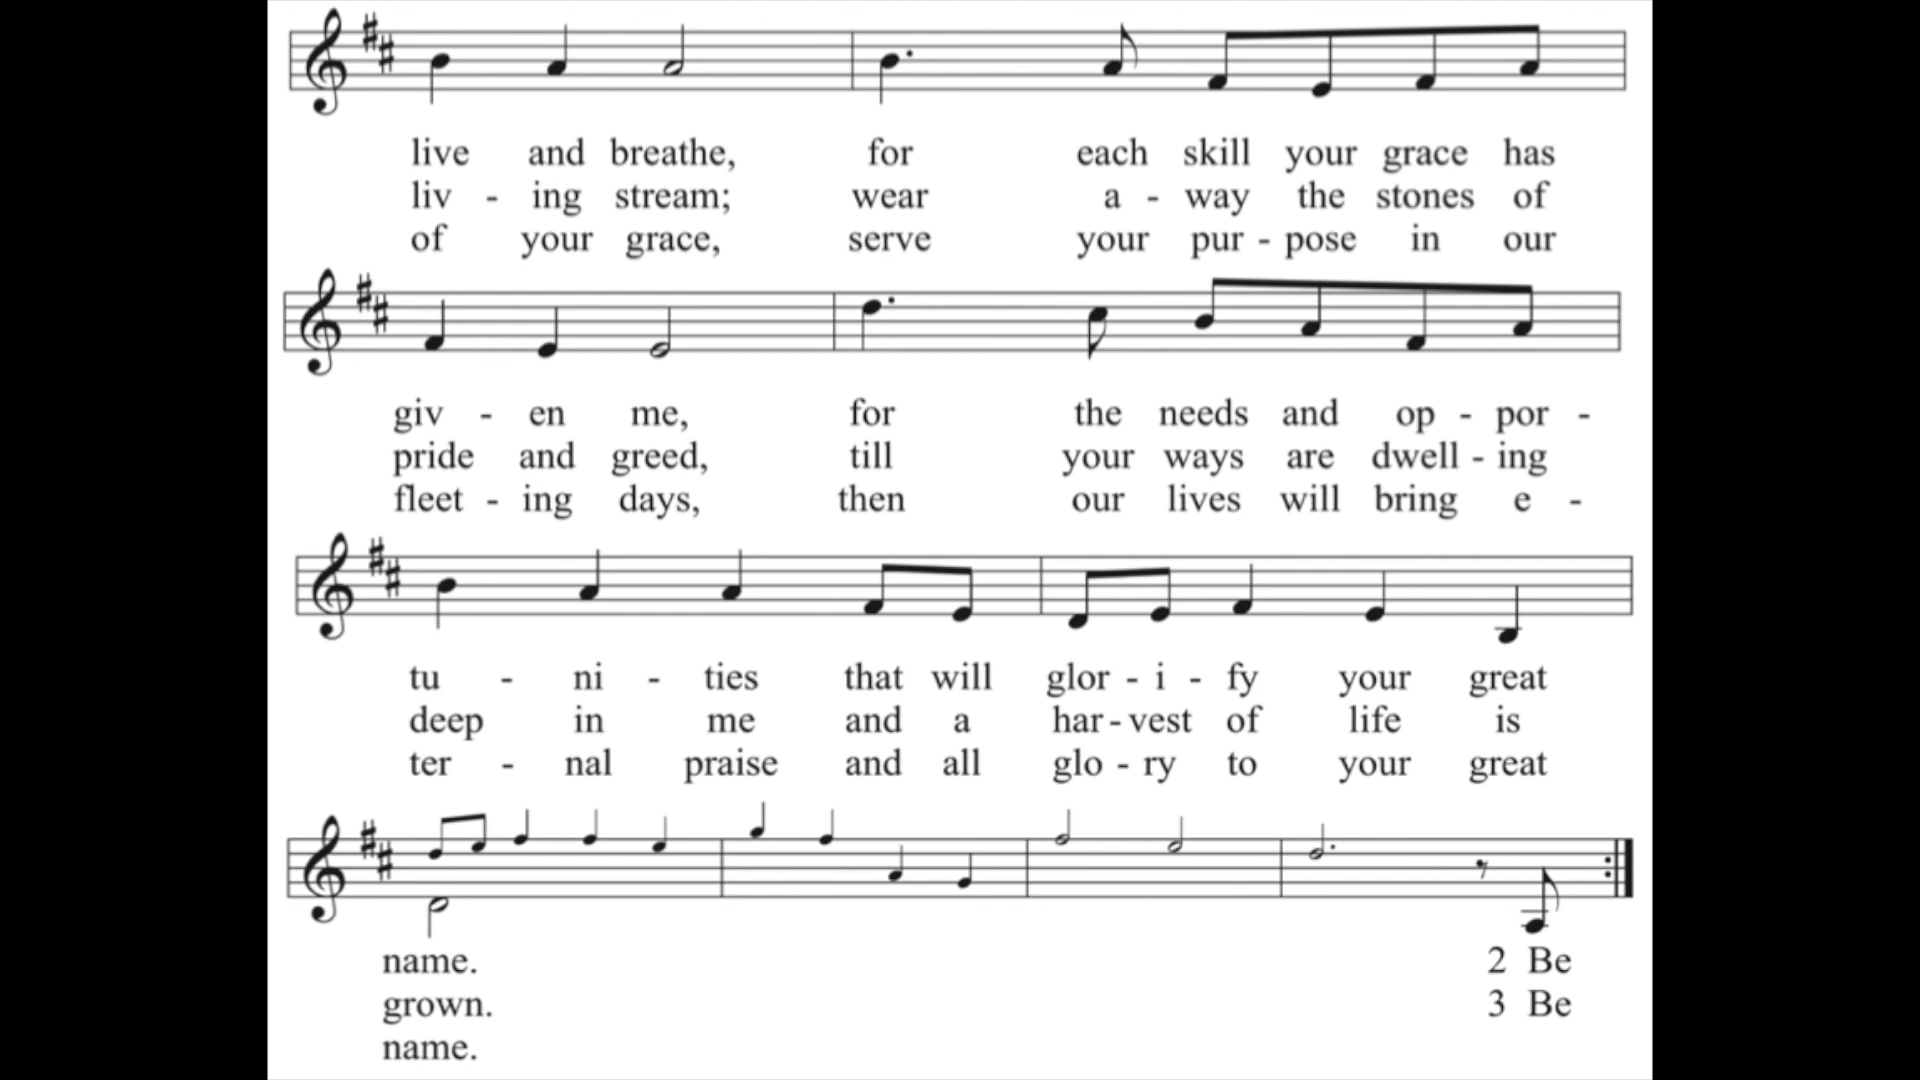 live and breathe, for each skill your grace has
liv - ing stream; wear a - way the stones of
of your grace, serve your pur - pose in our
giv - en me, for the needs and op - por -
pride and greed, till your ways are dwell - ing
fleet - ing days, then our lives will bring e -
tu - ni - ties that will glor - i - fy your great
deep in me and a har - vest of life is
ter - nal praise and all glo - ry to your great
name. 2 Be
grown. 3 Be
name.